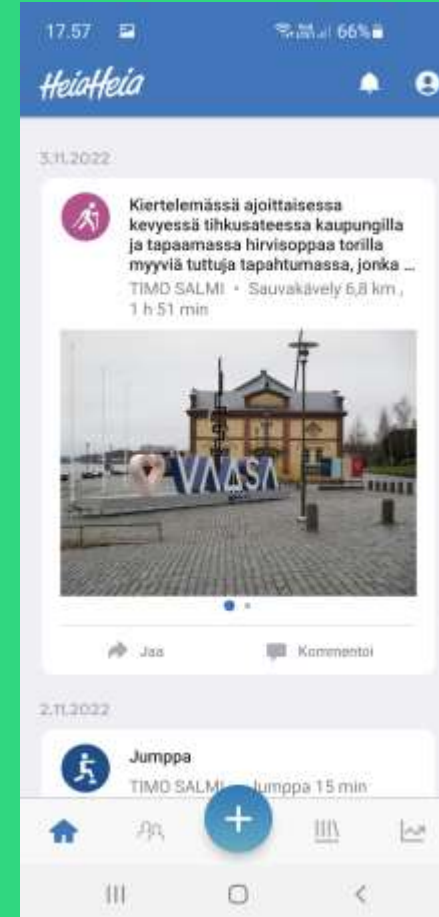 17.57 66%
HeiaHeia
3.11.2022
Kiertelemässä ajoittaisessa
kevyessä tihkusateessa kaupungilla
ja tapaamassa hirvisoppaa torilla
myyviä tuttuja tapahtumassa, jonka ...
TIMO SALMI • Sauvakävely 6,8 km ,
1 h 51 min
VAASA
Jaa Kommentoi
2.11.2022
Jumppa
TIMO SALMI Jumppa 15 min